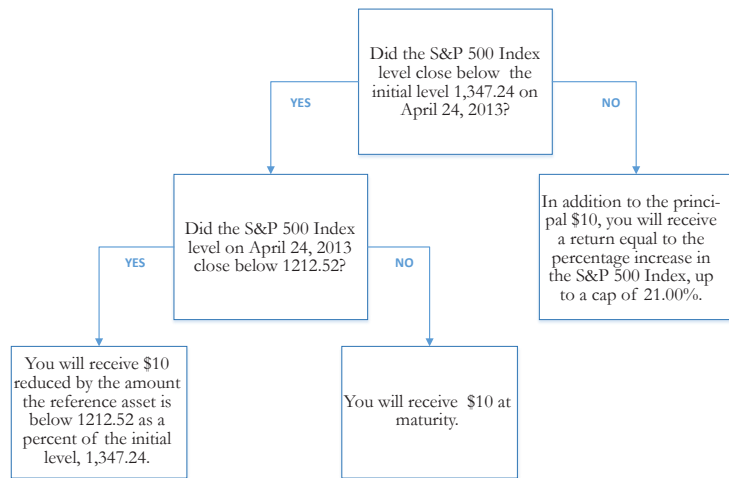 Did the S&P 500 Index
level close below the
initial level 1,347.24 on
April 24, 2013?
YES
NO
Did the S&P 500 Index
level on April 24, 2013
close below 1212.52?
In addition to the princi-
pal $10, you will receive
a return equal to the
percentage increase in
the S&P 500 Index, up
to a cap of 21.00%.
YES
NO
You will receive $10
reduced by the amount
the reference asset is
below 1212.52 as a
percent of the initial
level, 1,347.24.
You will receive $10 at
maturity.